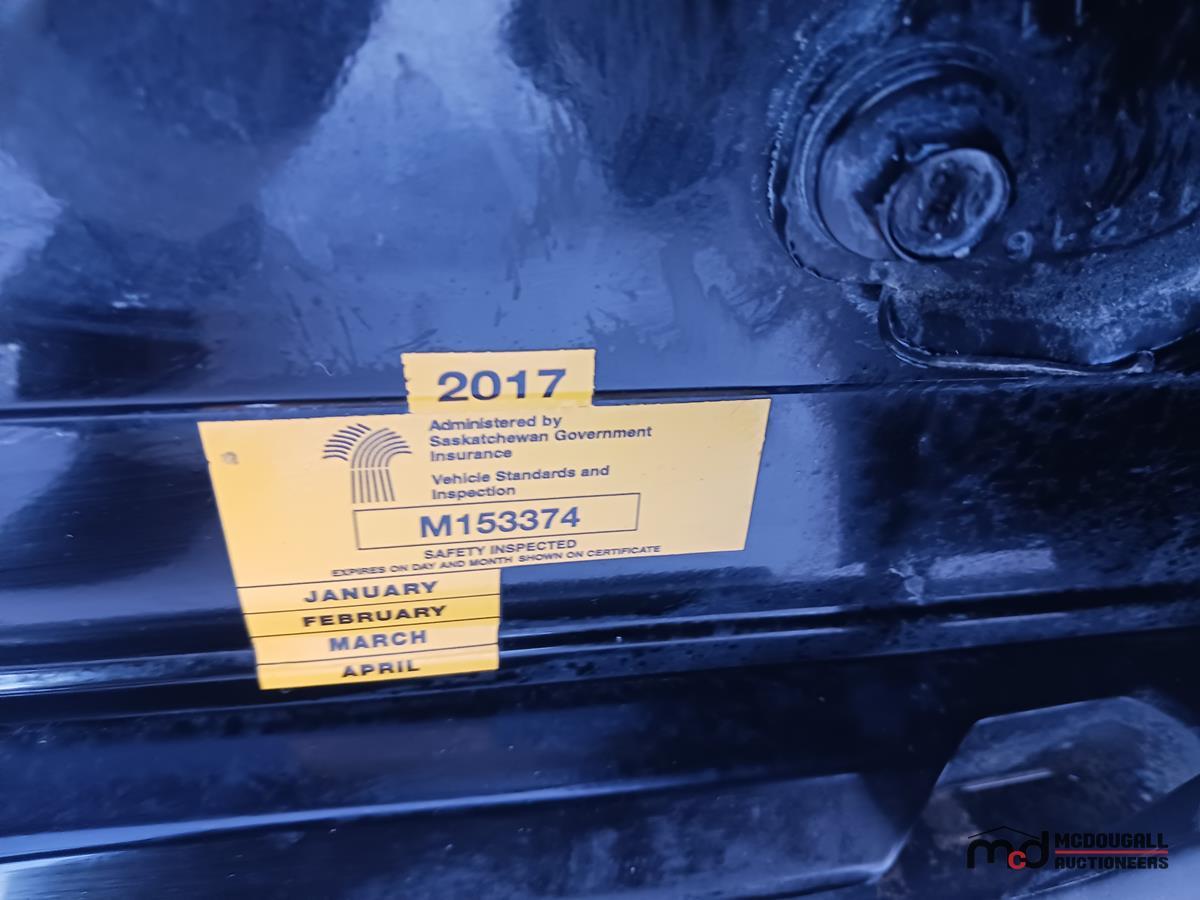 2017
Administered by
Saskatchewan Government
Insurance
Vehicle Standards and
Inspection
M153374
SAFETY INSPECTED
EXPIRES ON DAY AND MONTH SHOWN ON CERTIFICATE
JANUARY
FEBRUARY
MARCH
APRIL
mcd MCDOUGALL
AUCTIONEERS